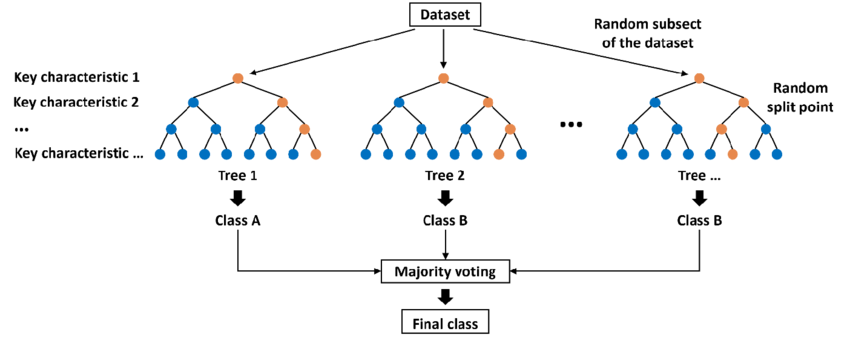 Dataset
Random subsect
of the dataset
Key characteristic 1
Key characteristic 2
...
Key characteristic ...
...
Random
split point
Tree 1
Tree 2
Tree ...
Class A
Class B
Class B
Majority voting
Final class